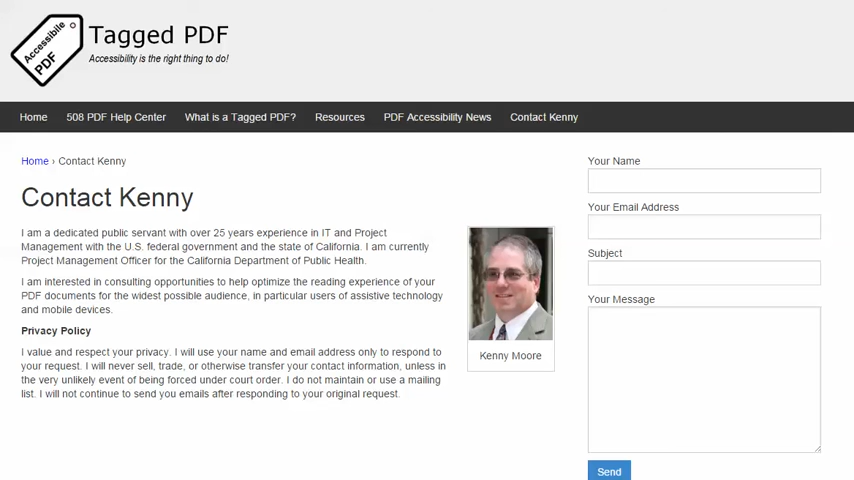 Accessibile
PDF
Tagged PDF
Accessibility is the right thing to do!
Home 508 PDF Help Center What is a Tagged PDF? Resources PDF Accessibility News Contact Kenny
Home › Contact Kenny
Contact Kenny
I am a dedicated public servant with over 25 years experience in IT and Project
Management with the U.S. federal government and the state of California. I am currently
Project Management Officer for the California Department of Public Health.
I am interested in consulting opportunities to help optimize the reading experience of your
PDF documents for the widest possible audience, in particular users of assistive technology
and mobile devices.
Privacy Policy
I value and respect your privacy. I will use your name and email address only to respond to
your request. I will never sell, trade, or otherwise transfer your contact information, unless in
the very unlikely event of being forced under court order. I do not maintain or use a mailing
list. I will not continue to send you emails after responding to your original request.
Kenny Moore
Your Name
Your Email Address
Subject
Your Message
Send